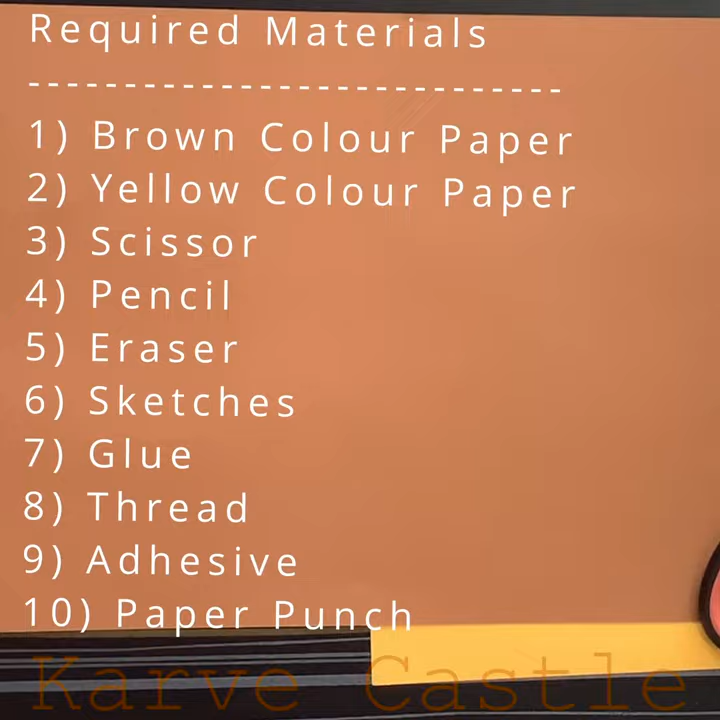 Required Materials
----------------------------
1) Brown Colour Paper
2) Yellow Colour Paper
3) Scissor
4) Pencil
5) Eraser
6) Sketches
7) Glue
8) Thread
9) Adhesive
10) Paper Punch
Karve Castle